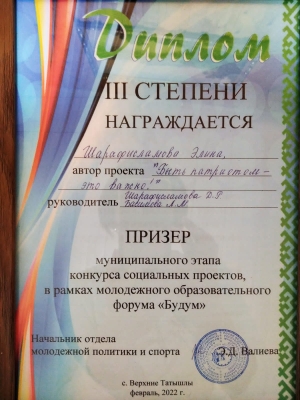 Диплом
III СТЕПЕНИ
НАГРАЖДАЕТСЯ
Шарафисламова Элина,
автор проекта "Быть патриотом –
это важно!"
руководитель Шарафисламова Д.Р.
ПРИЗЕР
муниципального этапа
конкурса социальных проектов,
в рамках молодежного образовательного
форума «Будум»
Начальник отдела
молодежной политики и спорта Э.Д. Валиева
с. Верхние Татышлы
февраль, 2022 г.